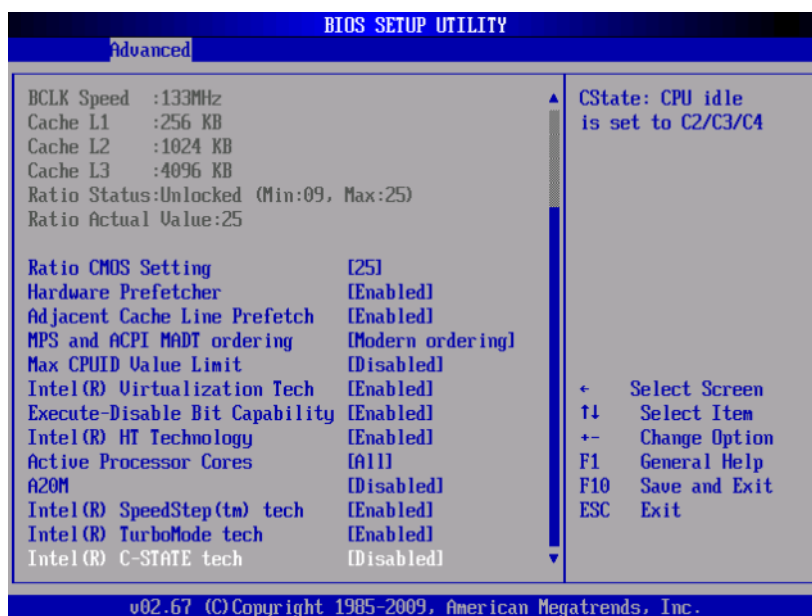 BIOS SETUP UTILITY
Advanced
BCLK Speed :133MHz
Cache L1 :256 KB
Cache L2 :1024 KB
Cache L3 :4096 KB
Ratio Status:Unlocked (Min:09, Max:25)
Ratio Actual Value:25
Ratio CMOS Setting [25]
Hardware Prefetcher [Enabled]
Adjacent Cache Line Prefetch [Enabled]
MPS and ACPI MADT ordering [Modern ordering]
Max CPUID Value Limit [Disabled]
Intel(R) Virtualization Tech [Enabled]
Execute-Disable Bit Capability [Enabled]
Intel(R) HT Technology [Enabled]
Active Processor Cores [All]
A20M [Disabled]
Intel(R) SpeedStep(tm) tech [Enabled]
Intel(R) TurboMode tech [Enabled]
Intel(R) C-STATE tech [Disabled]
CState: CPU idle
is set to C2/C3/C4
← Select Screen
↑↓ Select Item
+- Change Option
F1 General Help
F10 Save and Exit
ESC Exit
v02.67 (C)Copyright 1985-2009, American Megatrends, Inc.